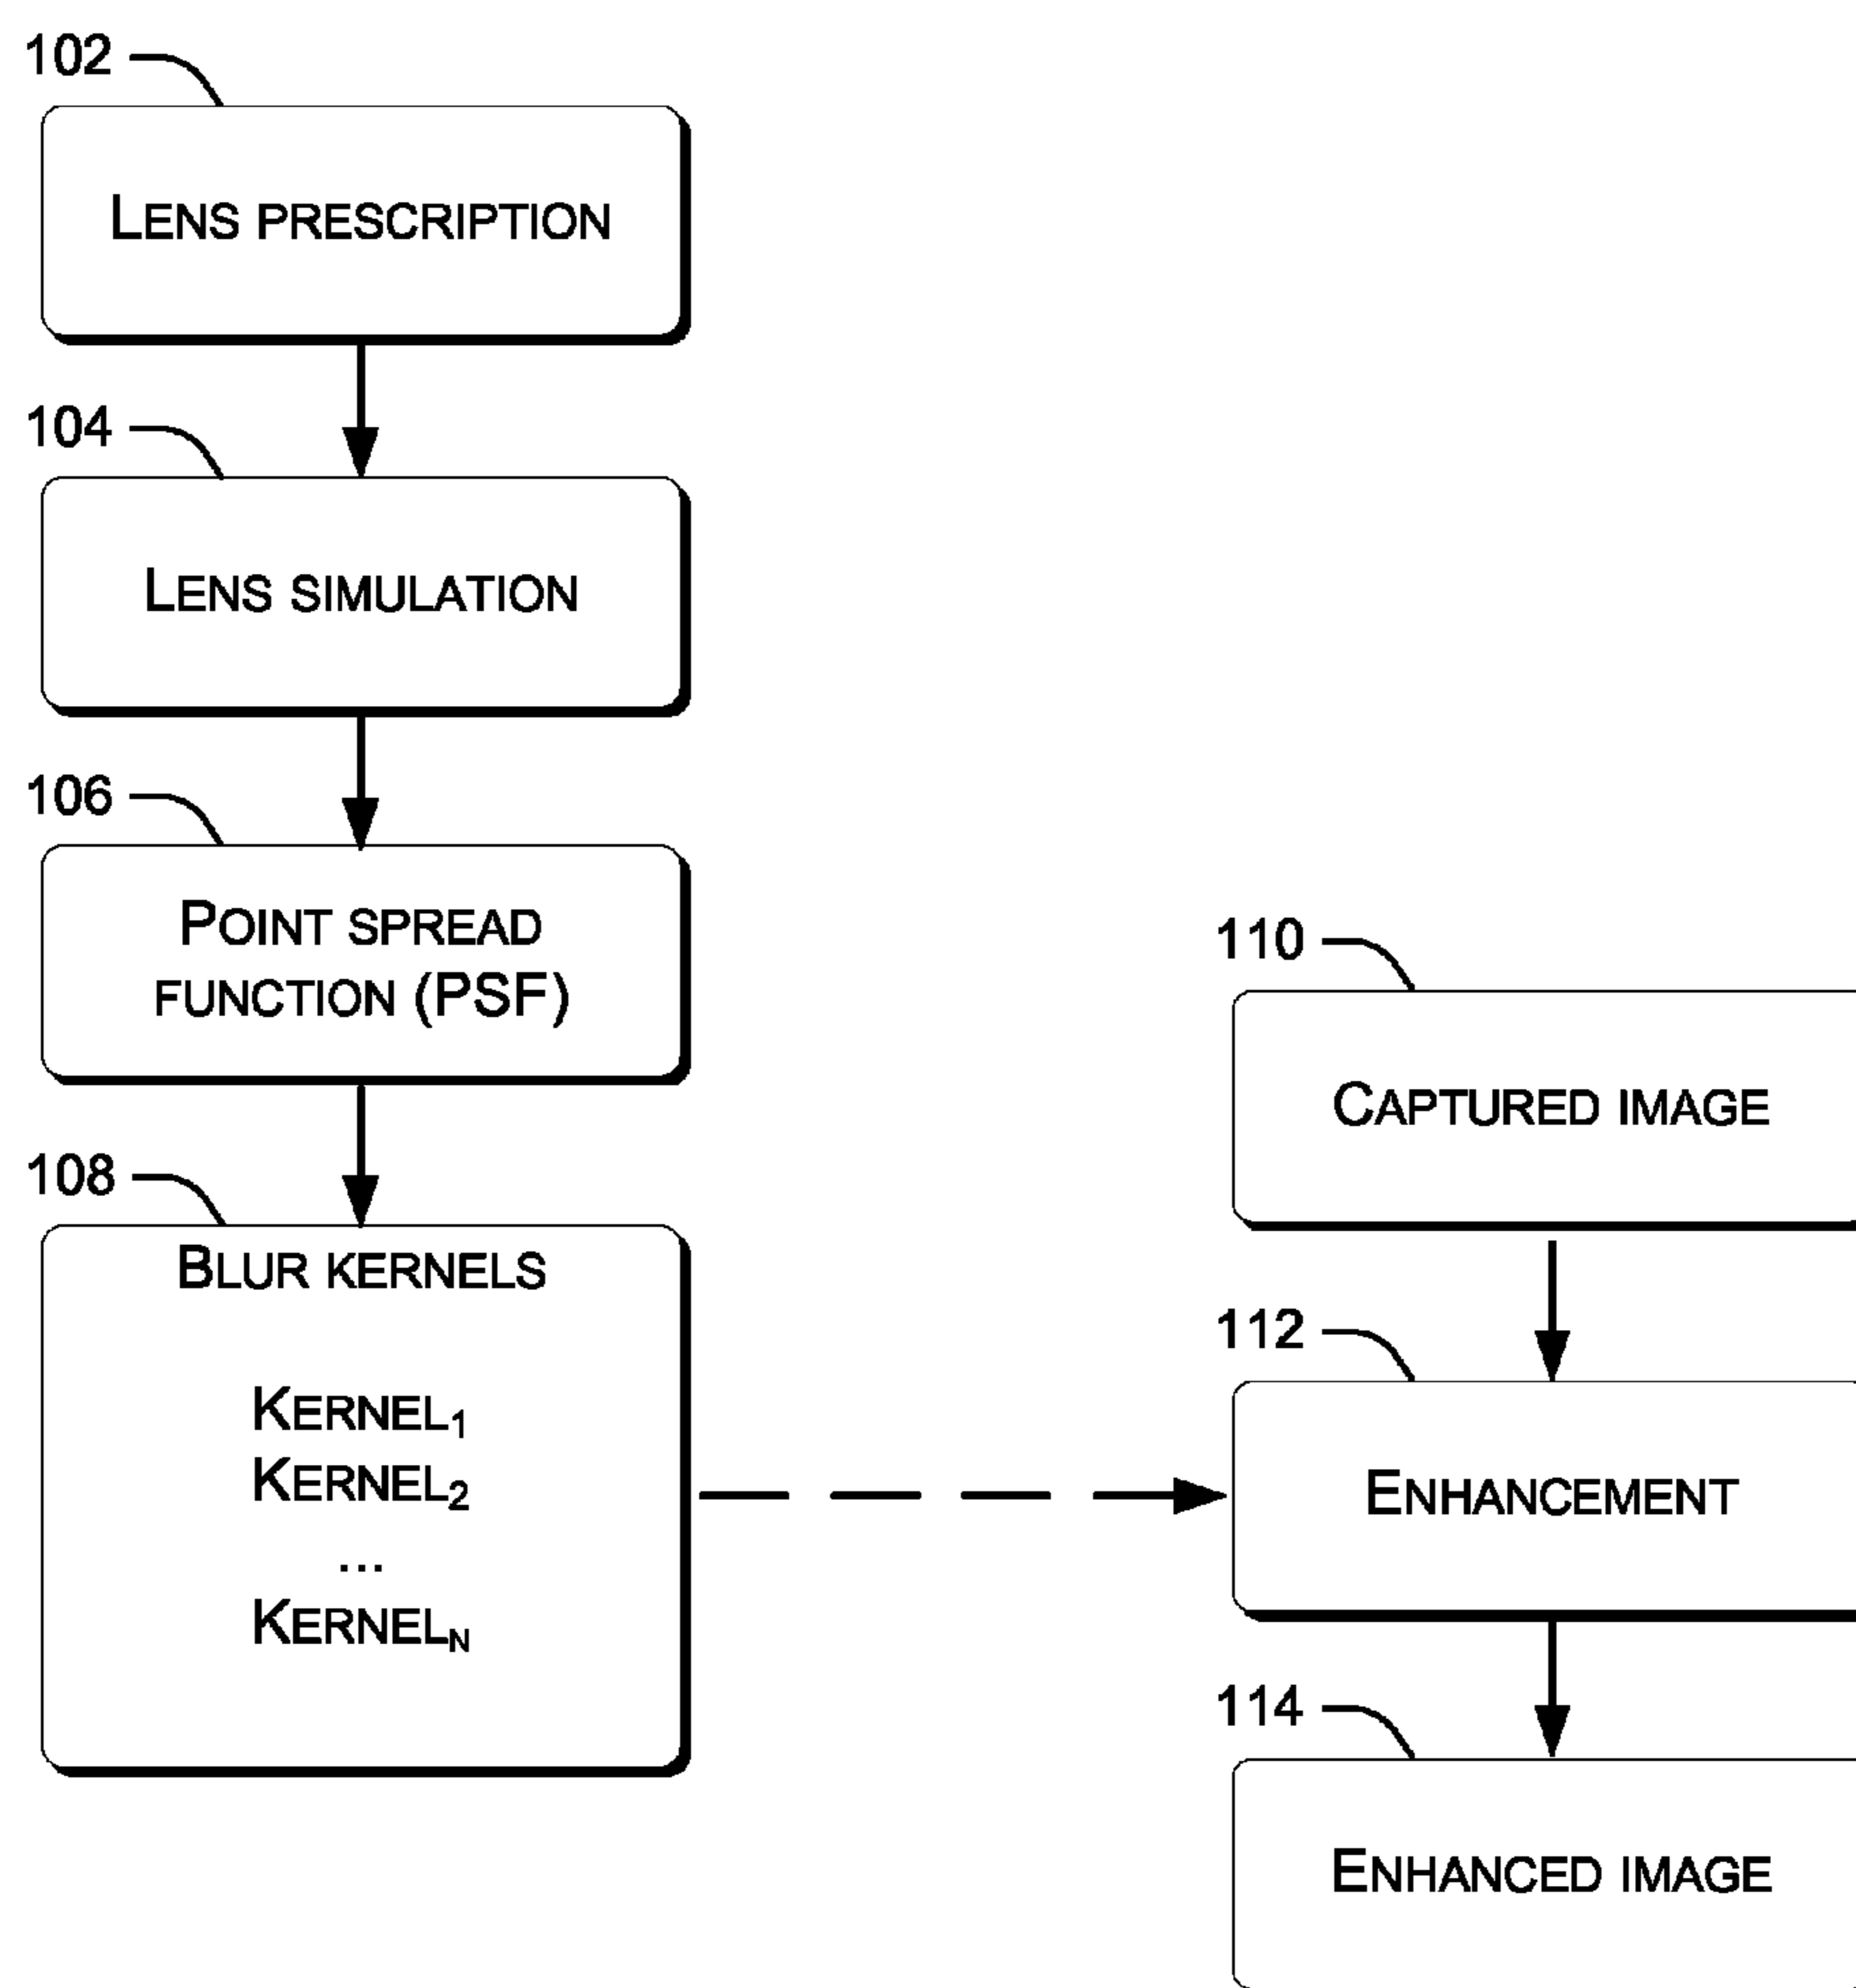 102
LENS PRESCRIPTION
104
LENS SIMULATION
106
POINT SPREAD
FUNCTION (PSF)
108
BLUR KERNELS
KERNEL₁
KERNEL₂
...
KERNEL_N
110
CAPTURED IMAGE
112
ENHANCEMENT
114
ENHANCED IMAGE